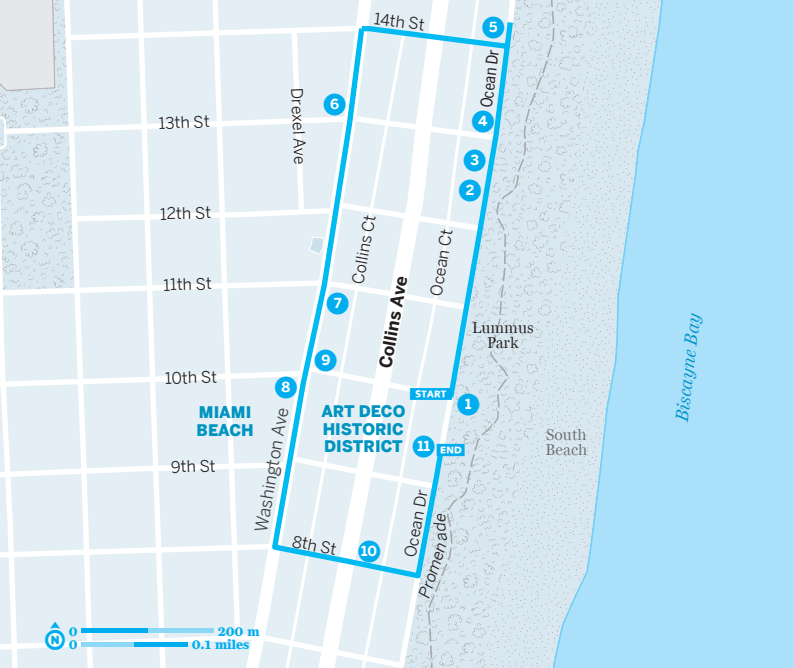 14th St
5
Ocean Dr
6
Drexel Ave
13th St
4
3
2
12th St
Collins Ct
Ocean Ct
11th St
7
Collins Ave
Lummus
Park
Biscayne Bay
9
10th St
8
START
1
MIAMI
BEACH
ART DECO
HISTORIC
DISTRICT
11
END
South
Beach
9th St
Washington Ave
Ocean Dr
Promenade
8th St
10
N
0
200 m
0
0.1 miles